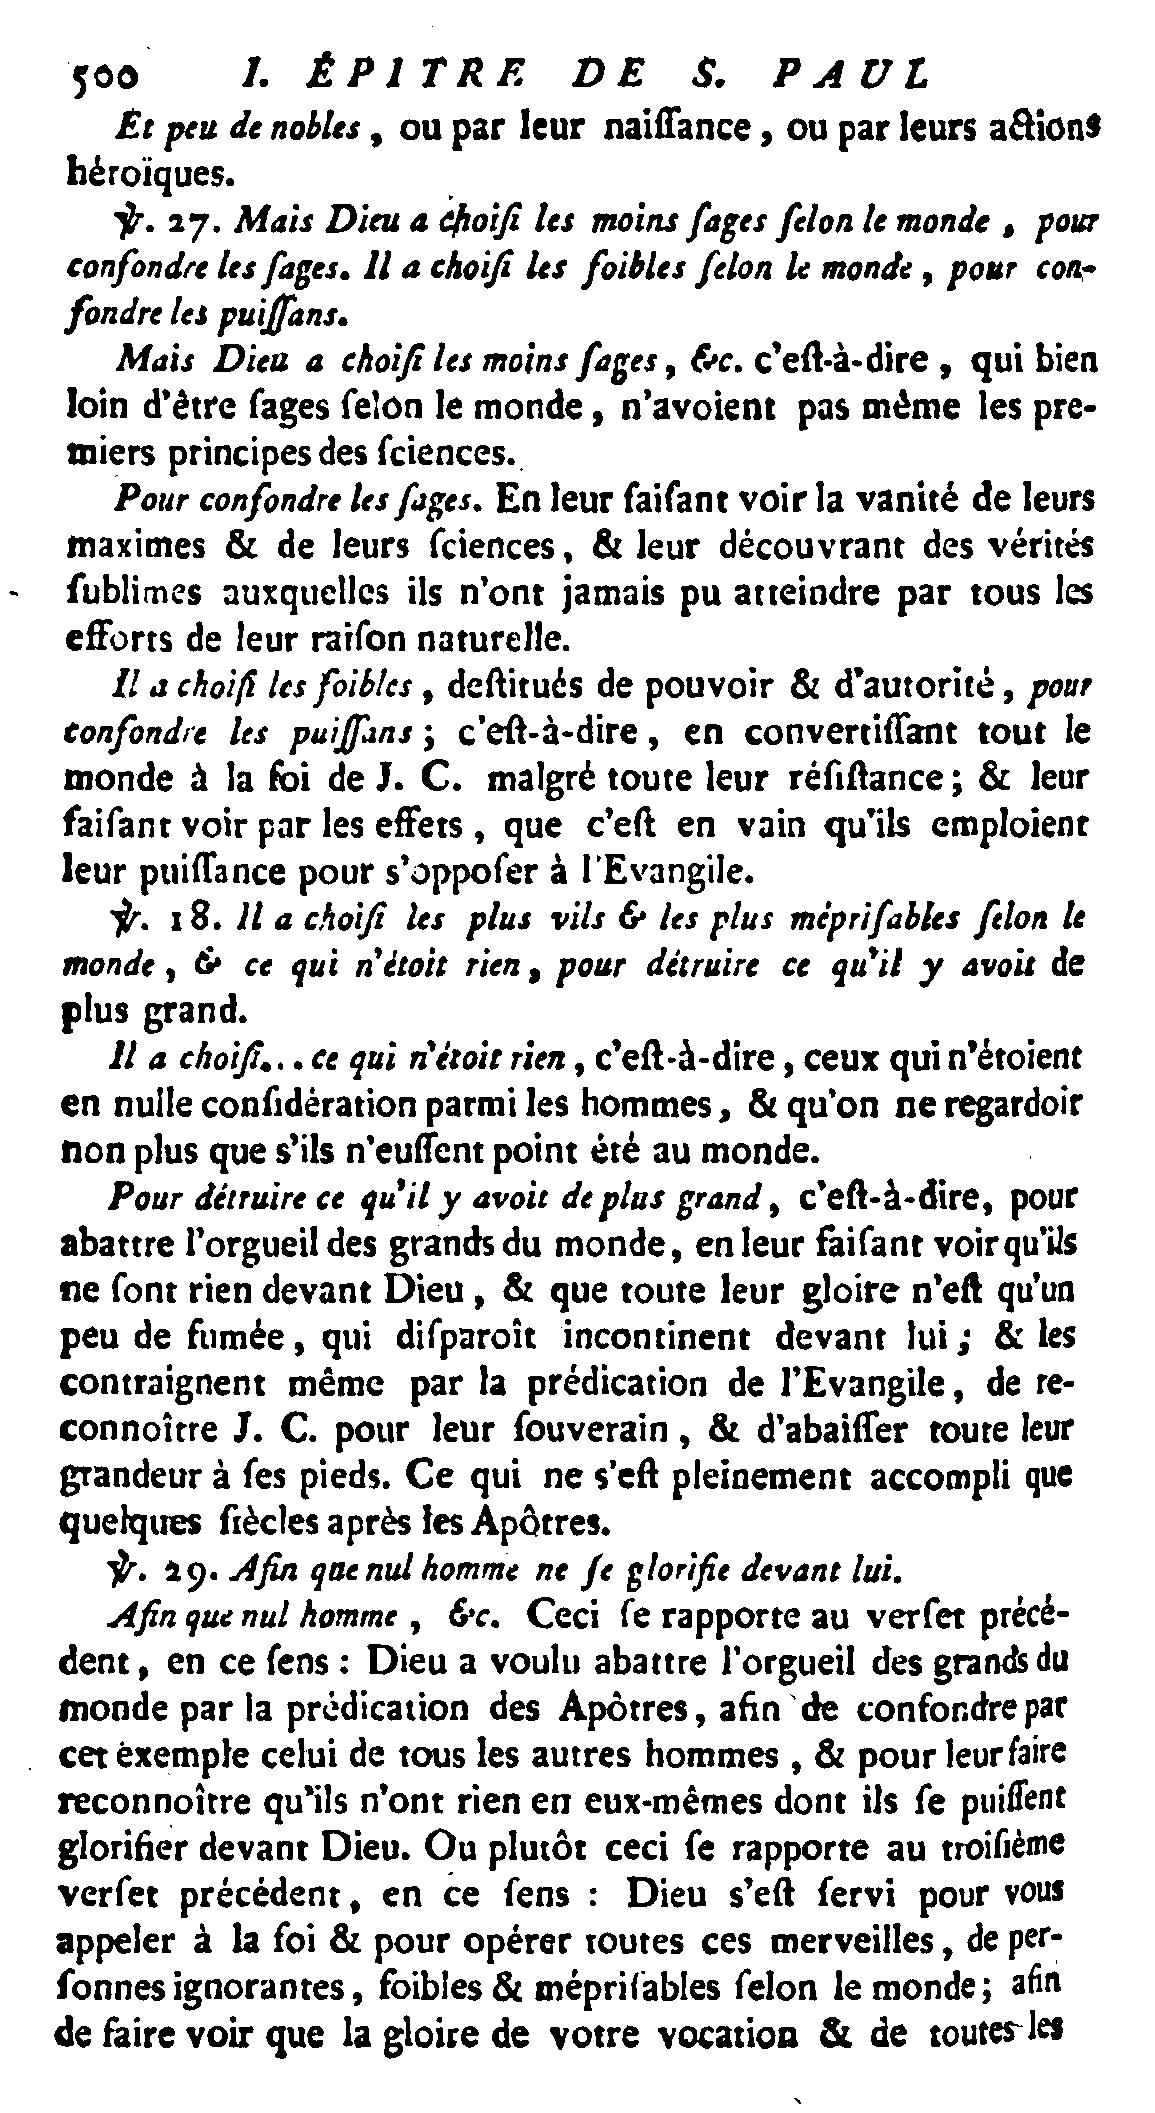 500 I. ÉPITRE DE S. PAUL
Et peu de nobles, ou par leur naiſſance, ou par leurs actions
héroïques.
℣. 27. Mais Dieu a choiſi les moins ſages ſelon le monde, pour
confondre les ſages. Il a choiſi les foibles ſelon le monde, pour con-
fondre les puiſſans.
Mais Dieu a choiſi les moins ſages, &c. c'eſt-à-dire, qui bien
loin d'être ſages ſelon le monde, n'avoient pas même les pre-
miers principes des ſciences.
Pour confondre les ſages. En leur faiſant voir la vanité de leurs
maximes & de leurs ſciences, & leur découvrant des vérités
ſublimes auxquelles ils n'ont jamais pu atteindre par tous les
efforts de leur raiſon naturelle.
Il a choiſi les foibles, deſtitués de pouvoir & d'autorité, pour
confondre les puiſſans; c'eſt-à-dire, en convertiſſant tout le
monde à la foi de J. C. malgré toute leur réſiſtance; & leur
faiſant voir par les effets, que c'eſt en vain qu'ils emploient
leur puiſſance pour s'oppoſer à l'Evangile.
℣. 18. Il a choiſi les plus vils & les plus mépriſables ſelon le
monde, & ce qui n'étoit rien, pour détruire ce qu'il y avoit de
plus grand.
Il a choiſi... ce qui n'étoit rien, c'eſt-à-dire, ceux qui n'étoient
en nulle conſidération parmi les hommes, & qu'on ne regardoit
non plus que s'ils n'euſſent point été au monde.
Pour détruire ce qu'il y avoit de plus grand, c'eſt-à-dire, pour
abattre l'orgueil des grands du monde, en leur faiſant voir qu'ils
ne ſont rien devant Dieu, & que toute leur gloire n'eſt qu'un
peu de fumée, qui diſparoît incontinent devant lui; & les
contraignent même par la prédication de l'Evangile, de re-
connoître J. C. pour leur ſouverain, & d'abaiſſer toute leur
grandeur à ſes pieds. Ce qui ne s'eſt pleinement accompli que
quelques ſiècles après les Apôtres.
℣. 29. Afin que nul homme ne ſe glorifie devant lui.
Afin que nul homme, &c. Ceci ſe rapporte au verſet précé-
dent, en ce ſens : Dieu a voulu abattre l'orgueil des grands du
monde par la prédication des Apôtres, afin de confondre par
cet exemple celui de tous les autres hommes, & pour leur faire
reconnoître qu'ils n'ont rien en eux-mêmes dont ils ſe puiſſent
glorifier devant Dieu. Ou plutôt ceci ſe rapporte au troiſième
verſet précédent, en ce ſens : Dieu s'eſt ſervi pour vous
appeler à la foi & pour opérer toutes ces merveilles, de per-
ſonnes ignorantes, foibles & mépriſables ſelon le monde; afin
de faire voir que la gloire de votre vocation & de toutes les